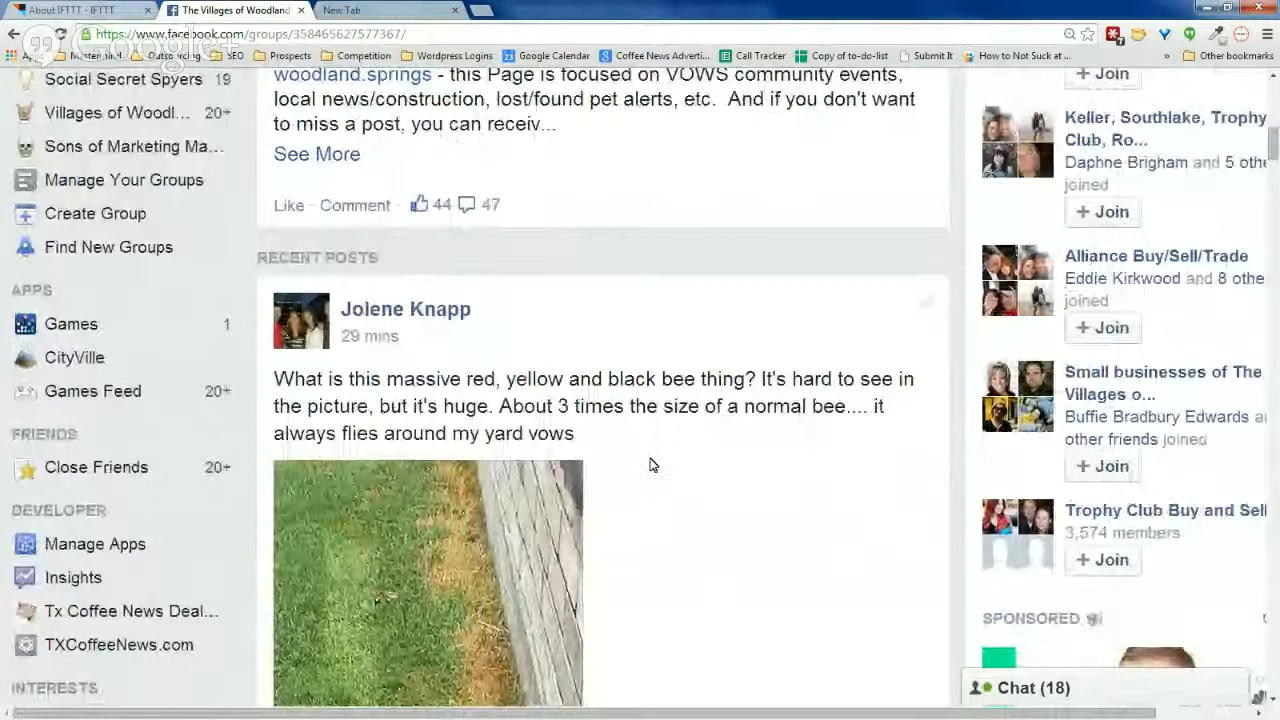 About IFTTT - IFTTT
The Villages of Woodland
New Tab
https://www.facebook.com/groups/358465627577367/
SEO
Prospects
Competition
Wordpress Logins
Google Calendar
Coffee News Adverti...
Call Tracker
Copy of to-do-list
Submit It
How to Not Suck at ...
Other bookmarks
Social Secret Spyers 19
Villages of Woodl... 20+
Sons of Marketing Ma...
Manage Your Groups
Create Group
Find New Groups
APPS
Games 1
CityVille
Games Feed 20+
FRIENDS
Close Friends 20+
DEVELOPER
Manage Apps
Insights
Tx Coffee News Deal...
TXCoffeeNews.com
INTERESTS
woodland.springs - this Page is focused on VOWS community events,
local news/construction, lost/found pet alerts, etc. And if you don't want
to miss a post, you can receiv...
See More
Like · Comment 44 47
RECENT POSTS
Jolene Knapp
29 mins
What is this massive red, yellow and black bee thing? It's hard to see in
the picture, but it's huge. About 3 times the size of a normal bee.... it
always flies around my yard vows
+ Join
Keller, Southlake, Trophy
Club, Ro...
Daphne Brigham and 5 othe
joined
+ Join
Alliance Buy/Sell/Trade
Eddie Kirkwood and 8 othe
joined
+ Join
Small businesses of The
Villages o...
Buffie Bradbury Edwards a
other friends joined
+ Join
Trophy Club Buy and Sell
3,574 members
+ Join
SPONSORED
Chat (18)